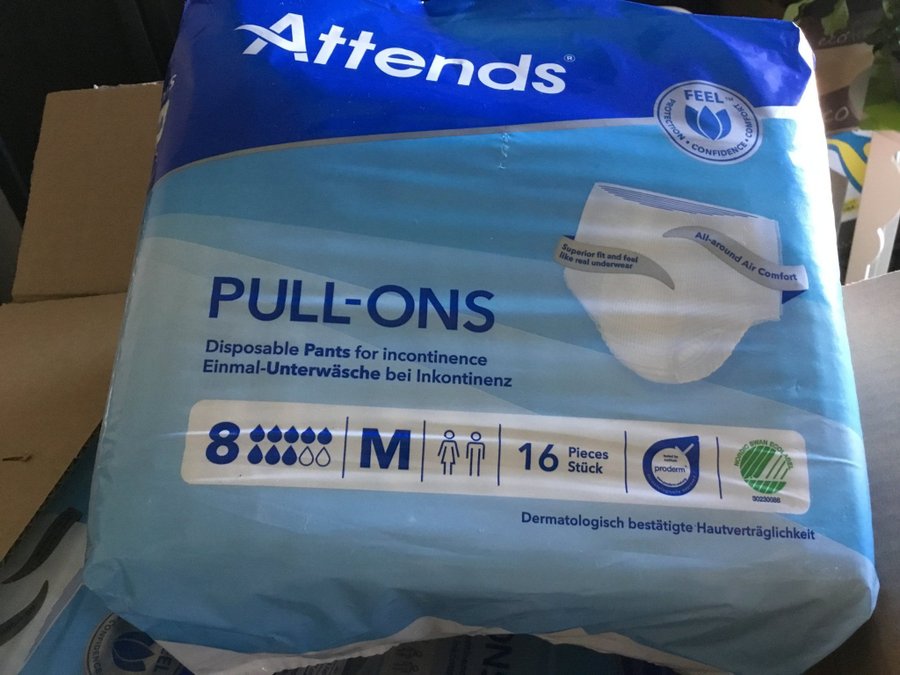 Attends®
FEEL
PROTECTION • CONFIDENCE • COMFORT
Superior fit and feel
like real underwear
All-around Air Comfort
PULL-ONS
Disposable Pants for incontinence
Einmal-Unterwäsche bei Inkontinenz
8 M 16 Pieces
Stück
proderm
NORDIC SWAN ECOLABEL
Dermatologisch bestätigte Hautverträglichkeit